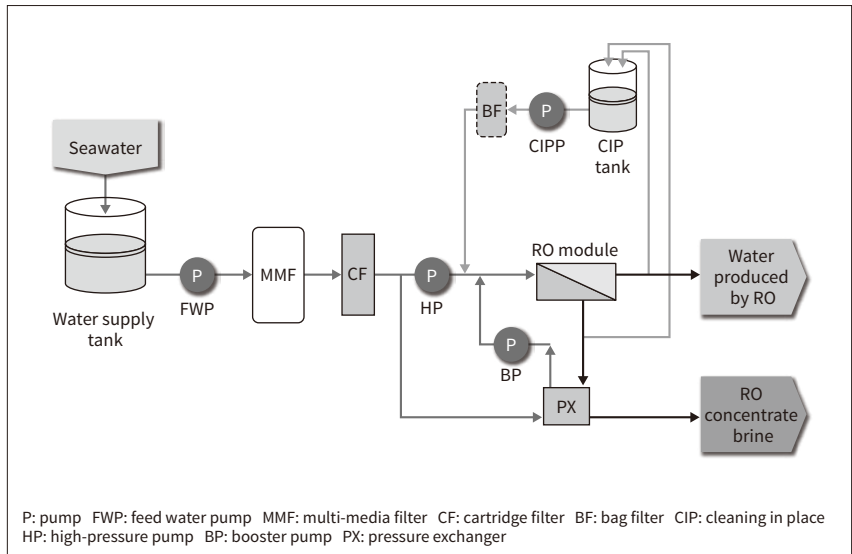 Seawater
Water supply
tank
P
FWP
MMF
CF
P
HP
BF
P
CIPP
CIP
tank
RO module
P
BP
PX
Water
produced
by RO
RO
concentrate
brine
P: pump FWP: feed water pump MMF: multi-media filter CF: cartridge filter BF: bag filter CIP: cleaning in place
HP: high-pressure pump BP: booster pump PX: pressure exchanger